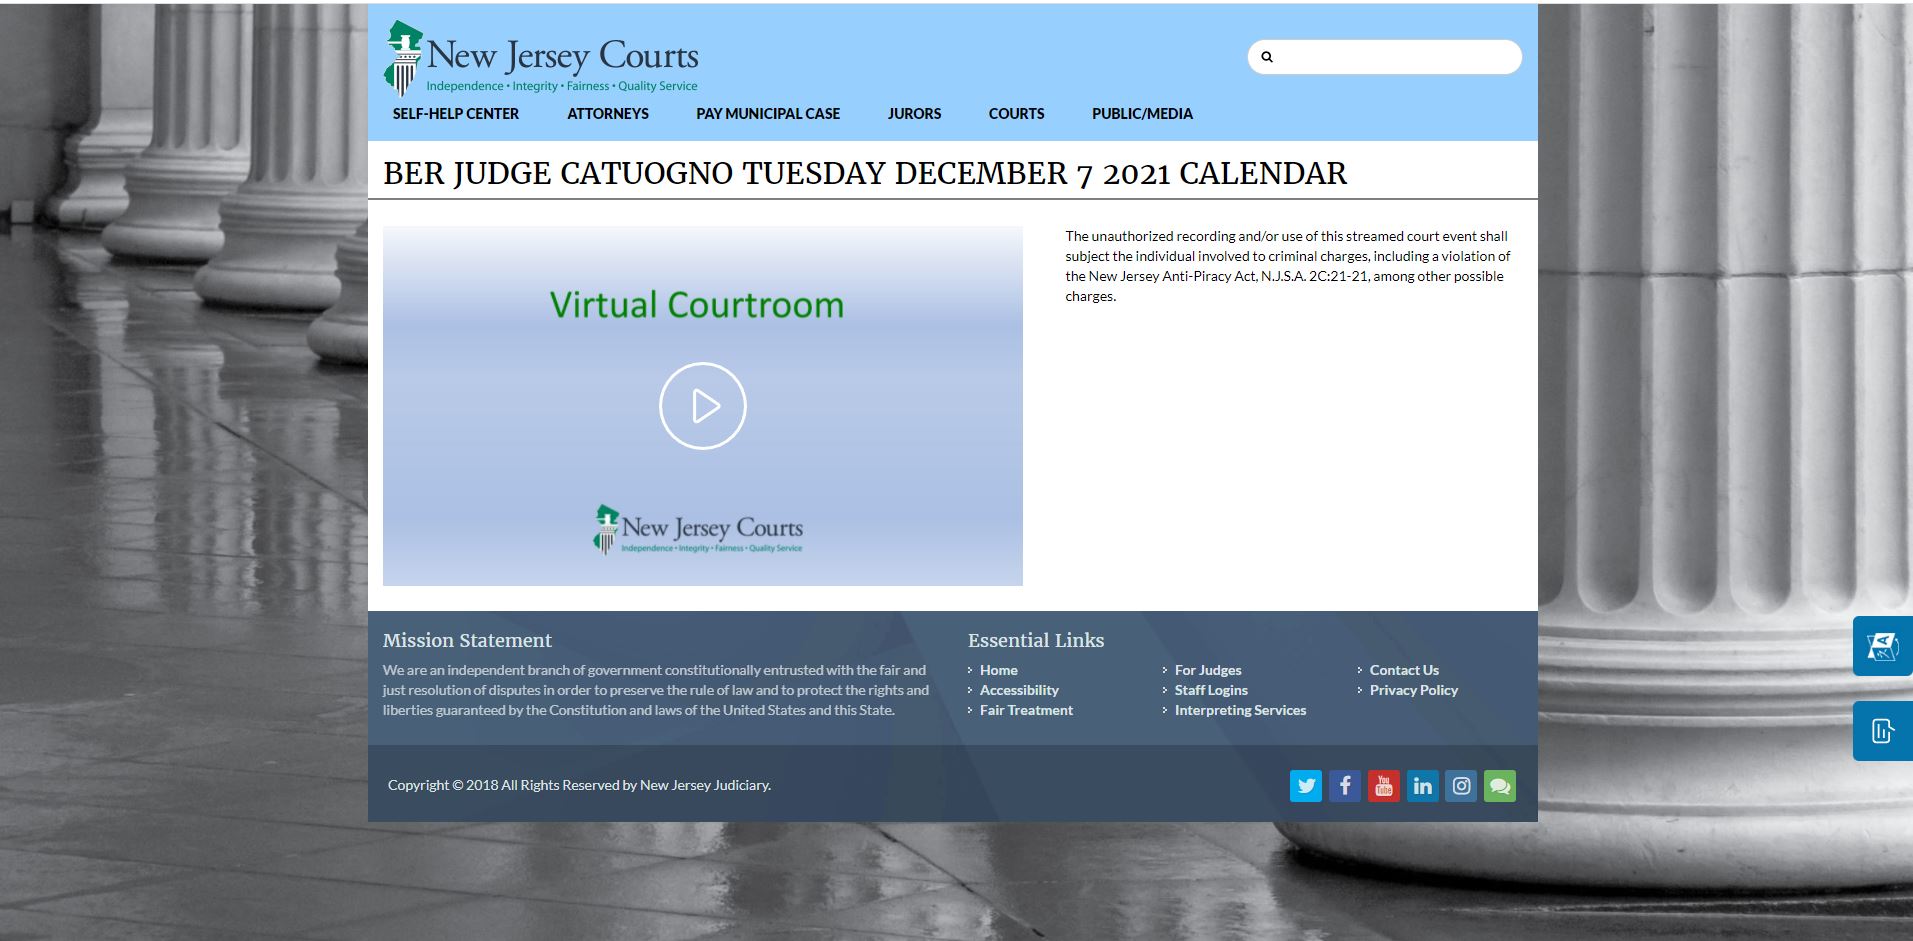 New Jersey Courts
Independence • Integrity • Fairness • Quality Service
SELF-HELP CENTER ATTORNEYS PAY MUNICIPAL CASE JURORS COURTS PUBLIC/MEDIA
BER JUDGE CATUOGNO TUESDAY DECEMBER 7 2021 CALENDAR
Virtual Courtroom
New Jersey Courts
Independence • Integrity • Fairness • Quality Service
The unauthorized recording and/or use of this streamed court event shall
subject the individual involved to criminal charges, including a violation of
the New Jersey Anti-Piracy Act, N.J.S.A. 2C:21-21, among other possible
charges.
Mission Statement
We are an independent branch of government constitutionally entrusted with the fair and
just resolution of disputes in order to preserve the rule of law and to protect the rights and
liberties guaranteed by the Constitution and laws of the United States and this State.
Essential Links
Home
Accessibility
Fair Treatment
For Judges
Staff Logins
Interpreting Services
Contact Us
Privacy Policy
Copyright © 2018 All Rights Reserved by New Jersey Judiciary.
You
Tube
in